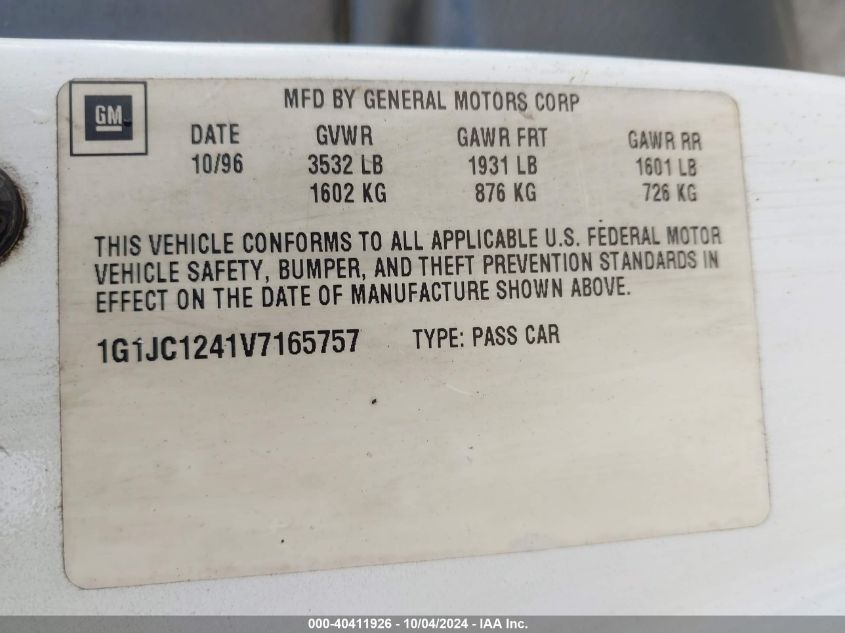 GM
MFD BY GENERAL MOTORS CORP
DATE GVWR GAWR FRT GAWR RR
10/96 3532 LB 1931 LB 1601 LB
1602 KG 876 KG 726 KG
THIS VEHICLE CONFORMS TO ALL APPLICABLE U.S. FEDERAL MOTOR
VEHICLE SAFETY, BUMPER, AND THEFT PREVENTION STANDARDS IN
EFFECT ON THE DATE OF MANUFACTURE SHOWN ABOVE.
1G1JC1241V7165757 TYPE: PASS CAR
000-40411926 - 10/04/2024 - IAA Inc.